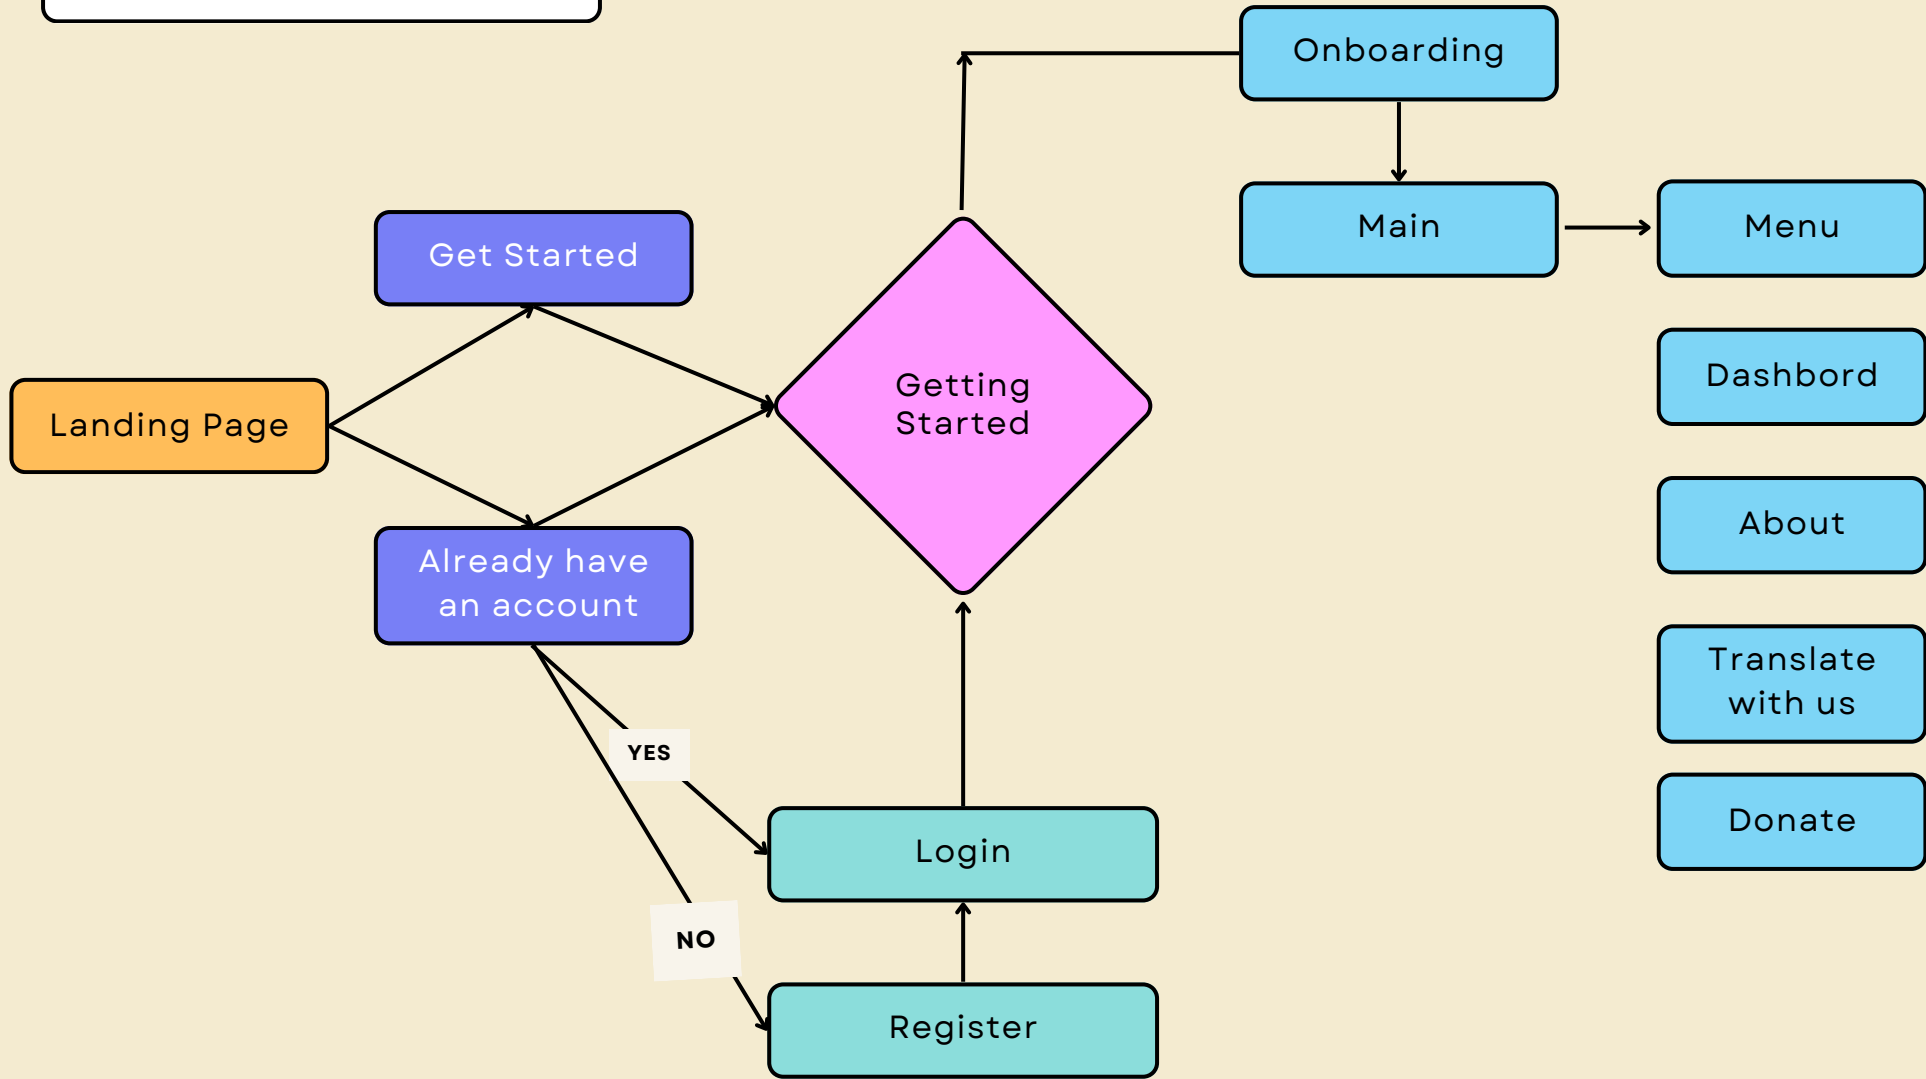 Onboarding
Main
Menu
Get Started
Dashbord
Landing Page
Getting
Started
About
Already have
an account
Translate
with us
YES
Donate
Login
NO
Register